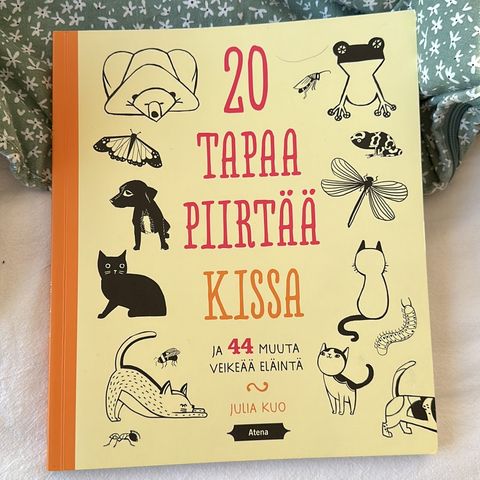 20
TAPAA
PIIRTÄÄ
KISSA
JA 44 MUUTA
VEIKEÄÄ ELÄINTÄ
JULIA KUO
Atena